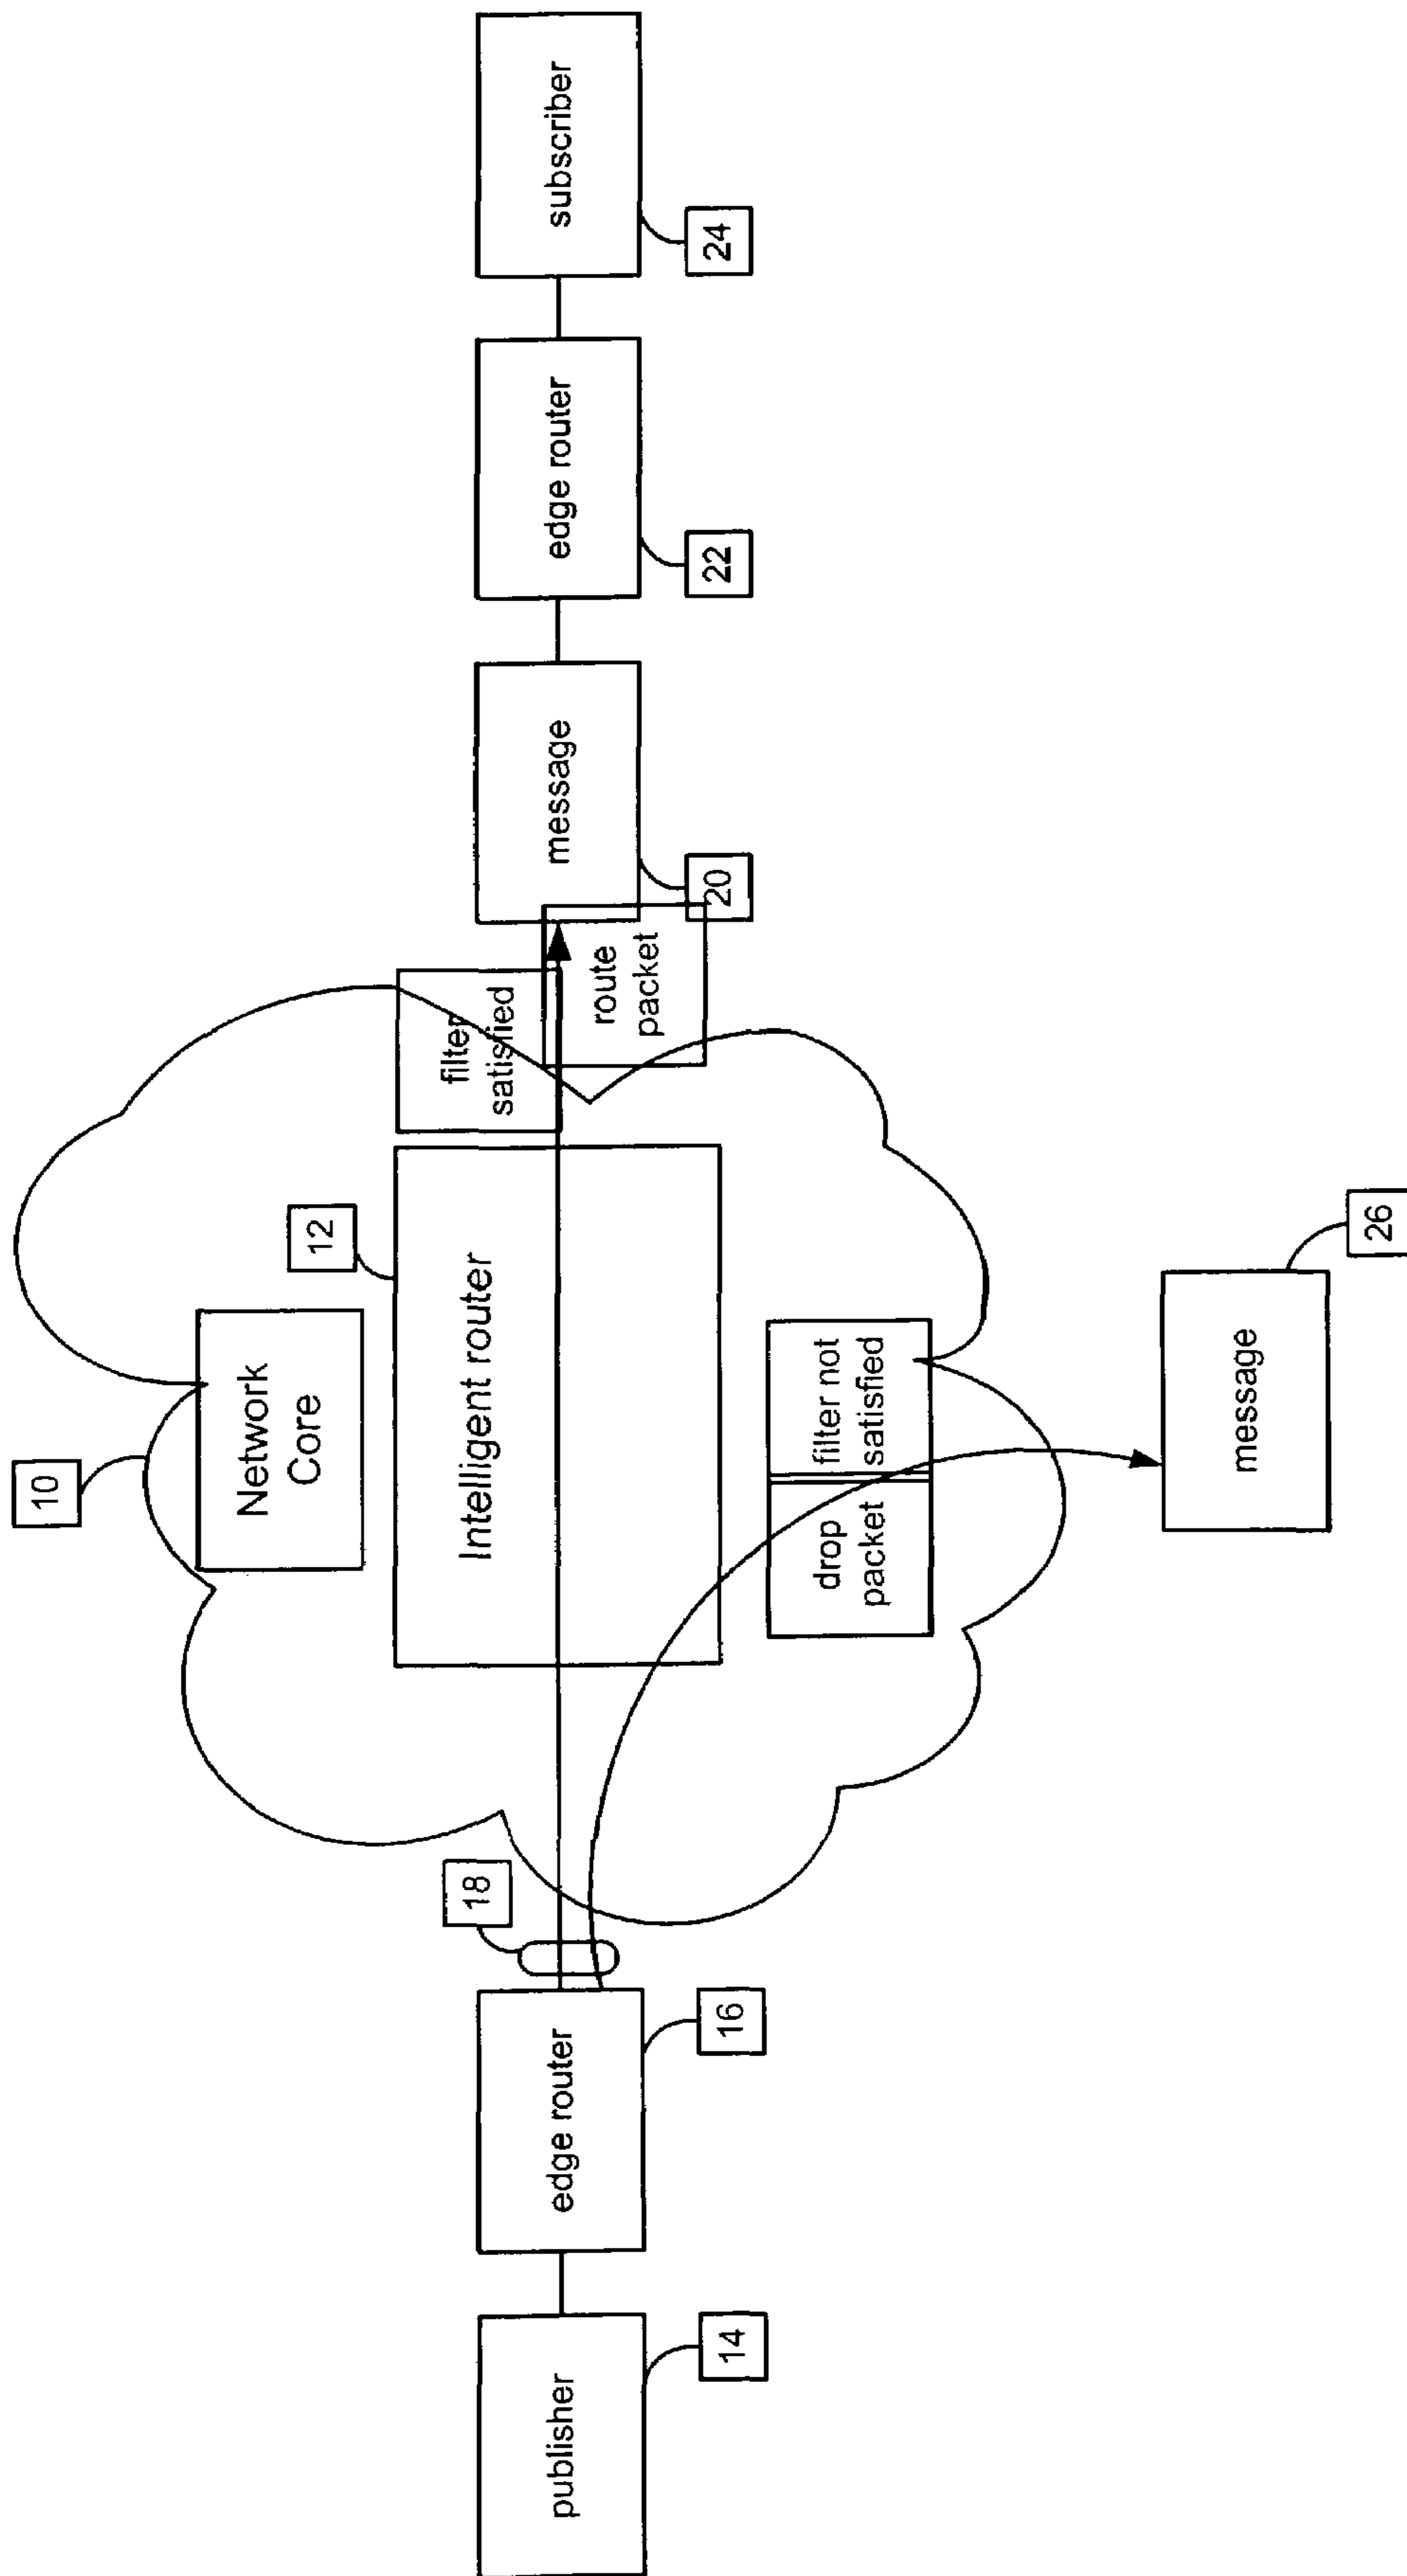 10
Network
Core
12
Intelligent router
18
publisher
14
edge router
16
filter
satisfied
route
packet
message
20
edge router
22
subscriber
24
drop
packet
filter not
satisfied
message
26